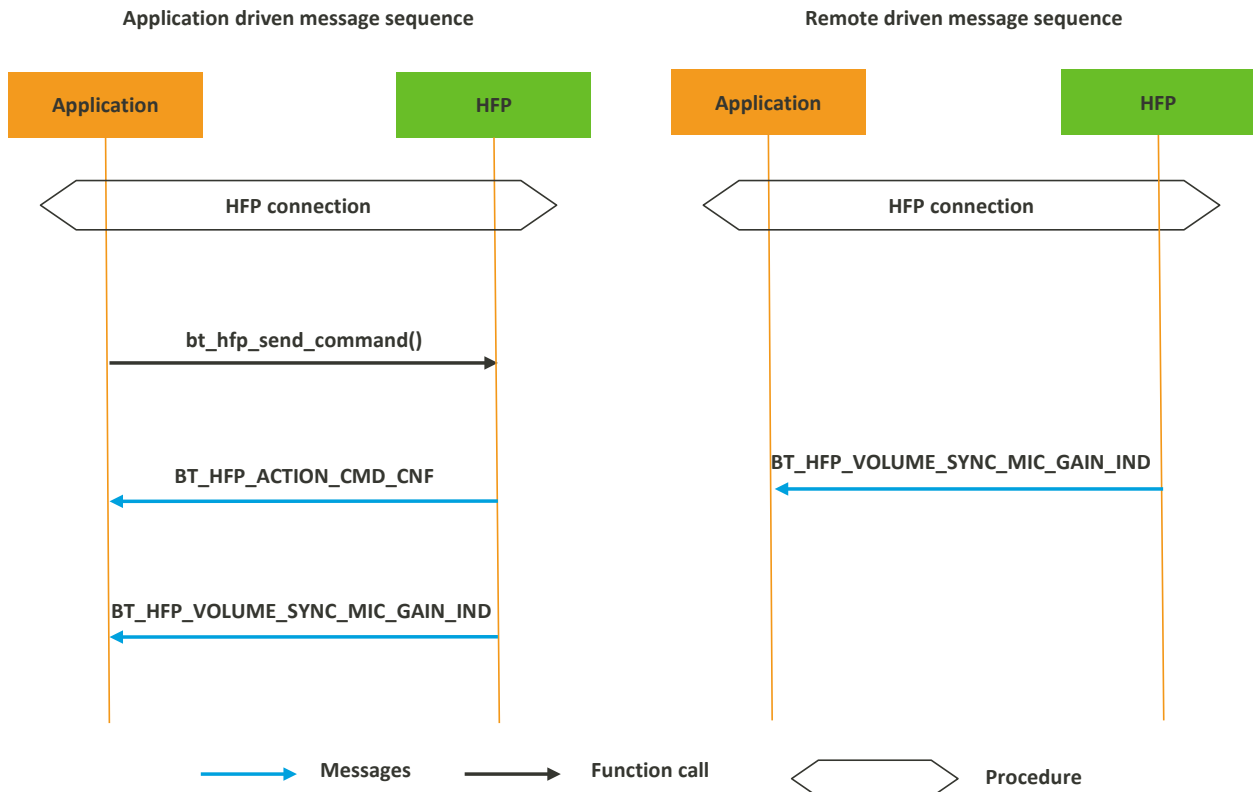 Application driven message sequence
Remote driven message sequence
Application
HFP
Application
HFP
HFP connection
HFP connection
bt_hfp_send_command()
BT_HFP_ACTION_CMD_CNF
BT_HFP_VOLUME_SYNC_MIC_GAIN_IND
BT_HFP_VOLUME_SYNC_MIC_GAIN_IND
Messages
Function call
Procedure